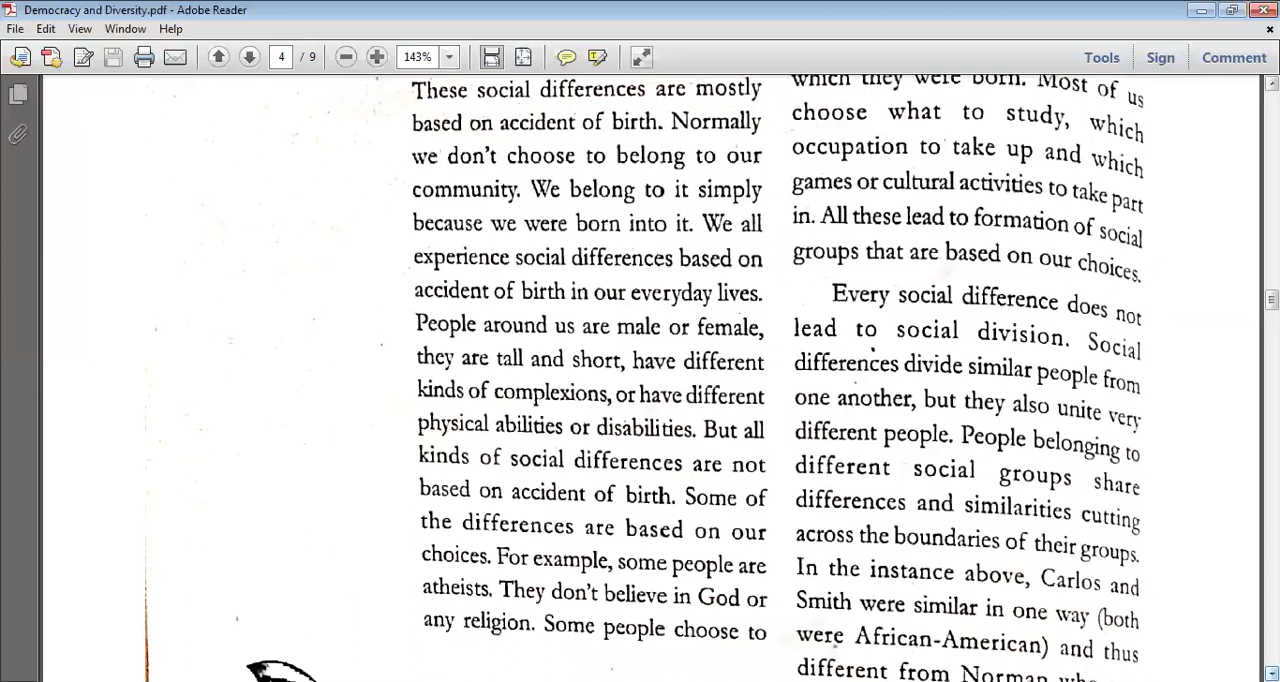 Democracy and Diversity.pdf - Adobe Reader
File Edit View Window Help
4 / 9 143% Tools Sign Comment
These social differences are mostly
based on accident of birth. Normally
we don't choose to belong to our
community. We belong to it simply
because we were born into it. We all
experience social differences based on
accident of birth in our everyday lives.
People around us are male or female,
they are tall and short, have different
kinds of complexions, or have different
physical abilities or disabilities. But all
kinds of social differences are not
based on accident of birth. Some of
the differences are based on our
choices. For example, some people are
atheists. They don't believe in God or
any religion. Some people choose to
which they were born. Most of us
choose what to study, which
occupation to take up and which
games or cultural activities to take part
in. All these lead to formation of social
groups that are based on our choices.
Every social difference does not
lead to social division. Social
differences divide similar people from
one another, but they also unite very
different people. People belonging to
different social groups share
differences and similarities cutting
across the boundaries of their groups.
In the instance above, Carlos and
Smith were similar in one way (both
were African-American) and thus
different from Norman who